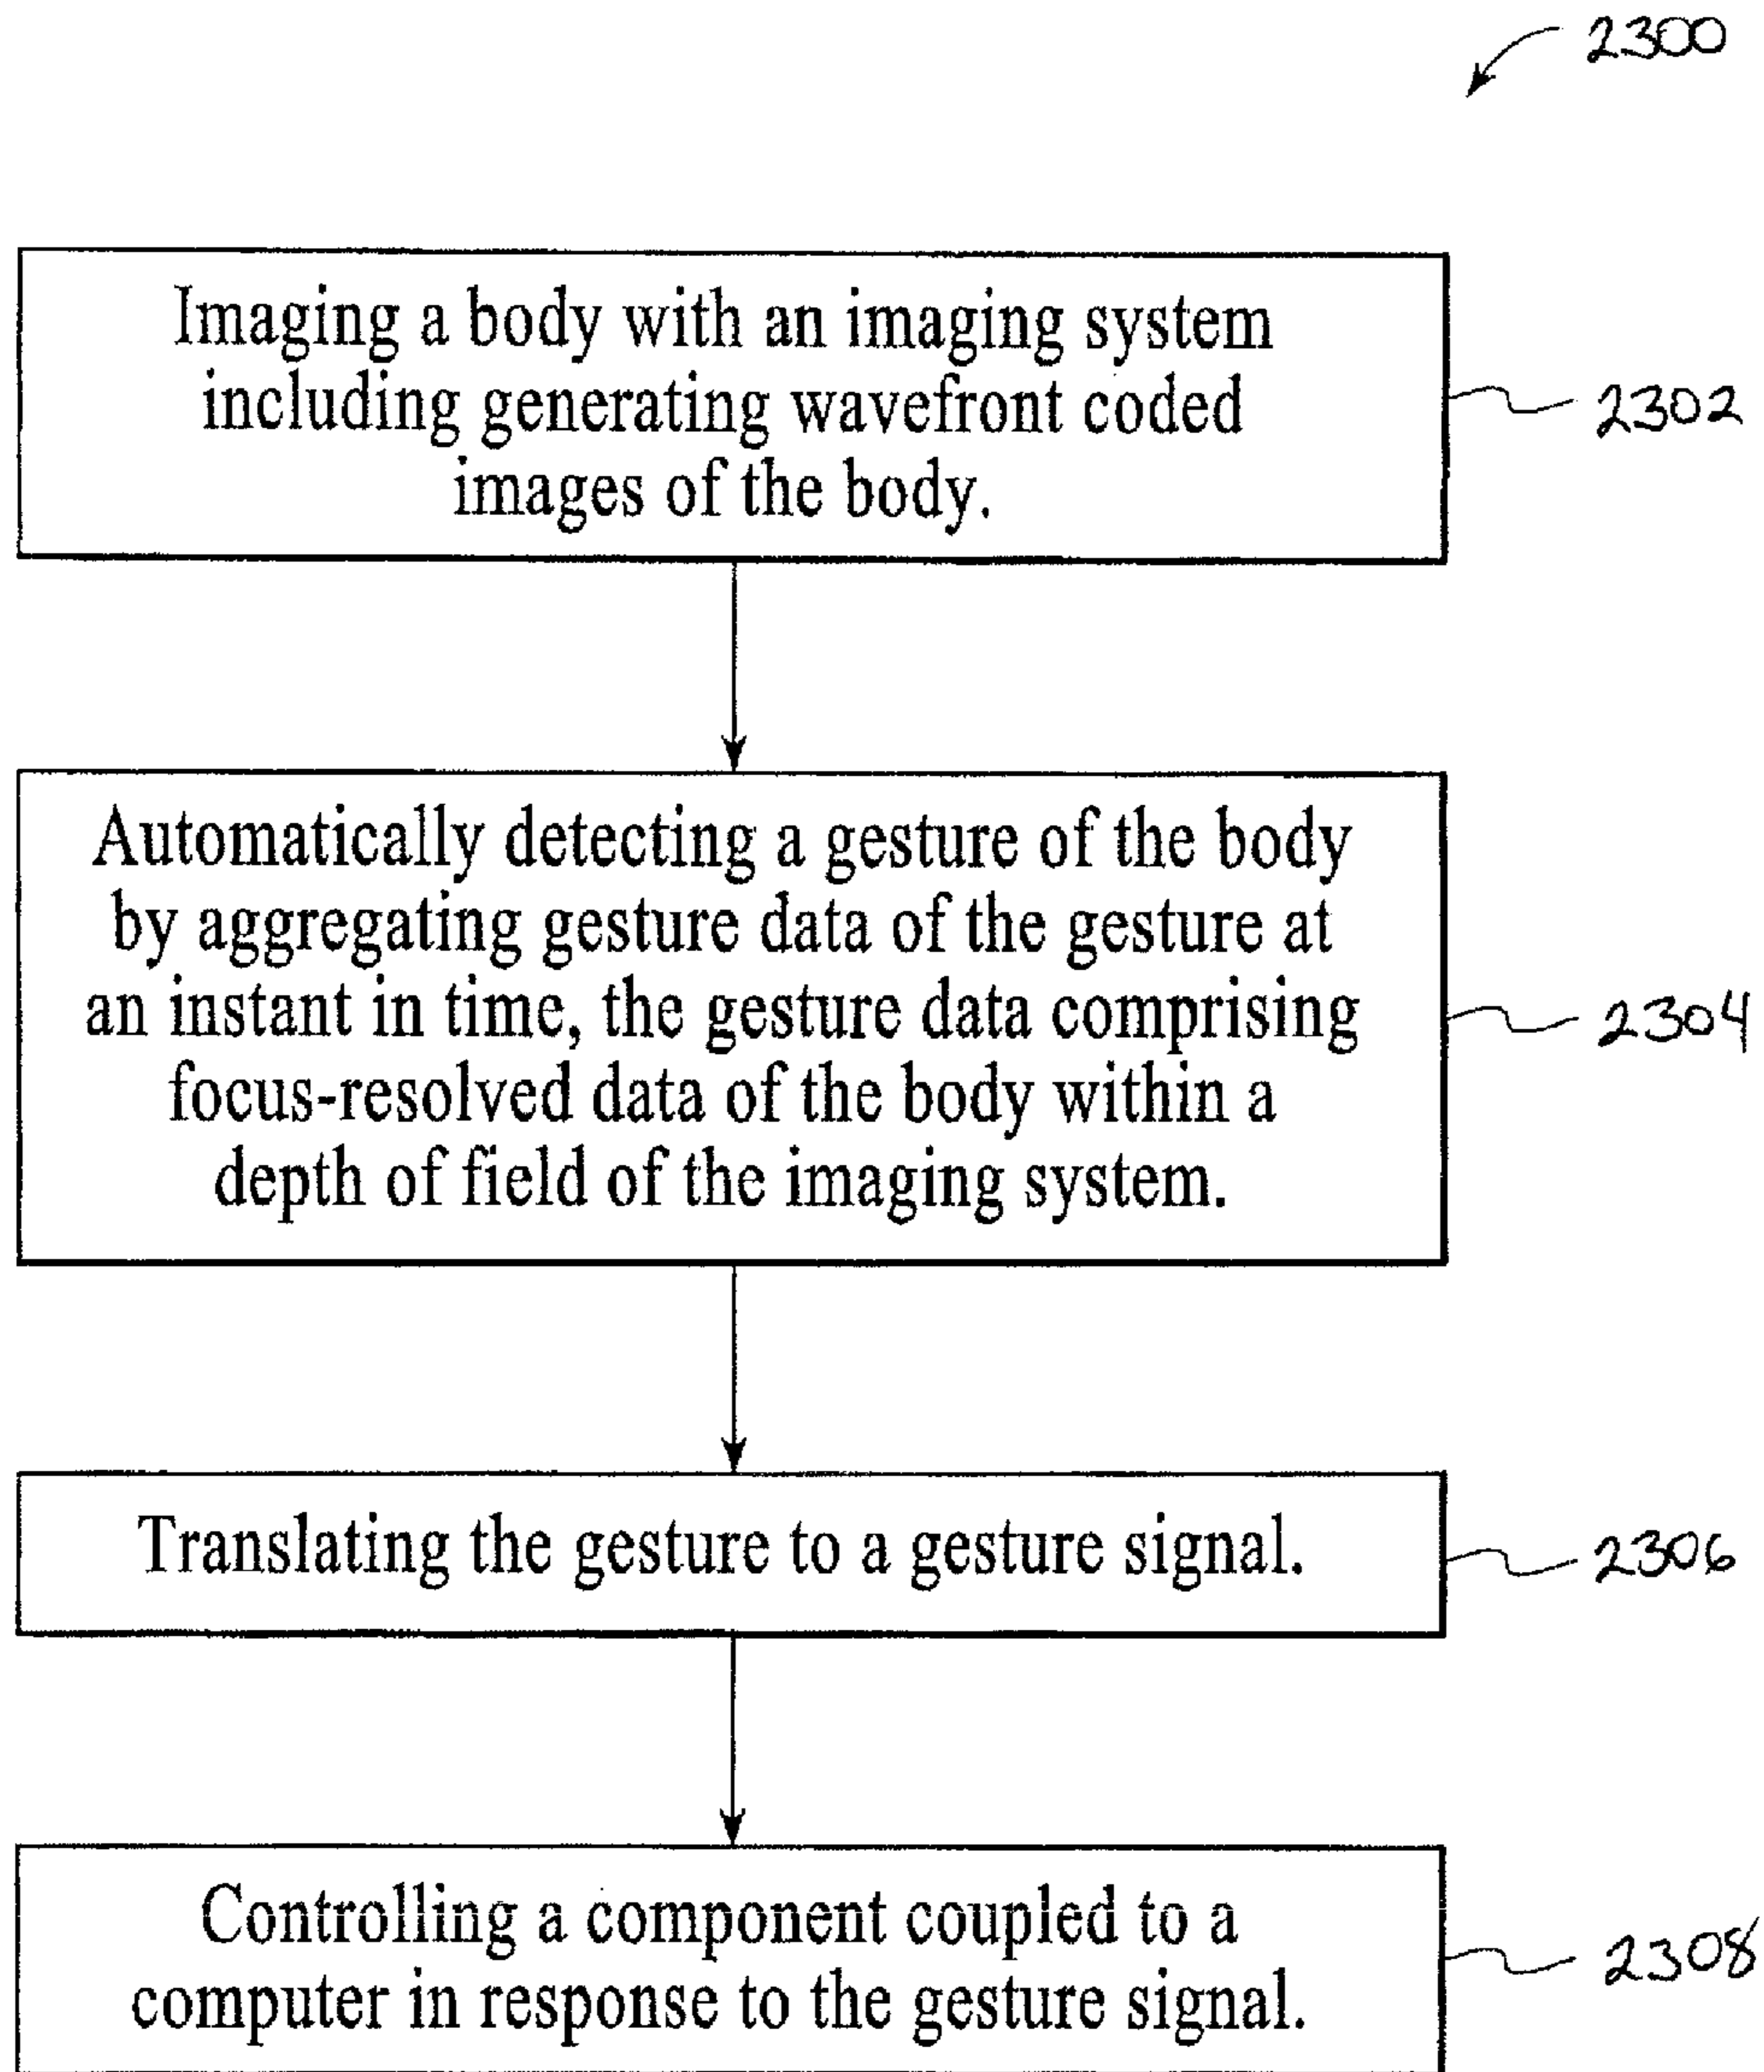 2300
Imaging a body with an imaging system
including generating wavefront coded
images of the body.
2302
Automatically detecting a gesture of the body
by aggregating gesture data of the gesture at
an instant in time, the gesture data comprising
focus-resolved data of the body within a
depth of field of the imaging system.
2304
Translating the gesture to a gesture signal.
2306
Controlling a component coupled to a
computer in response to the gesture signal.
2308